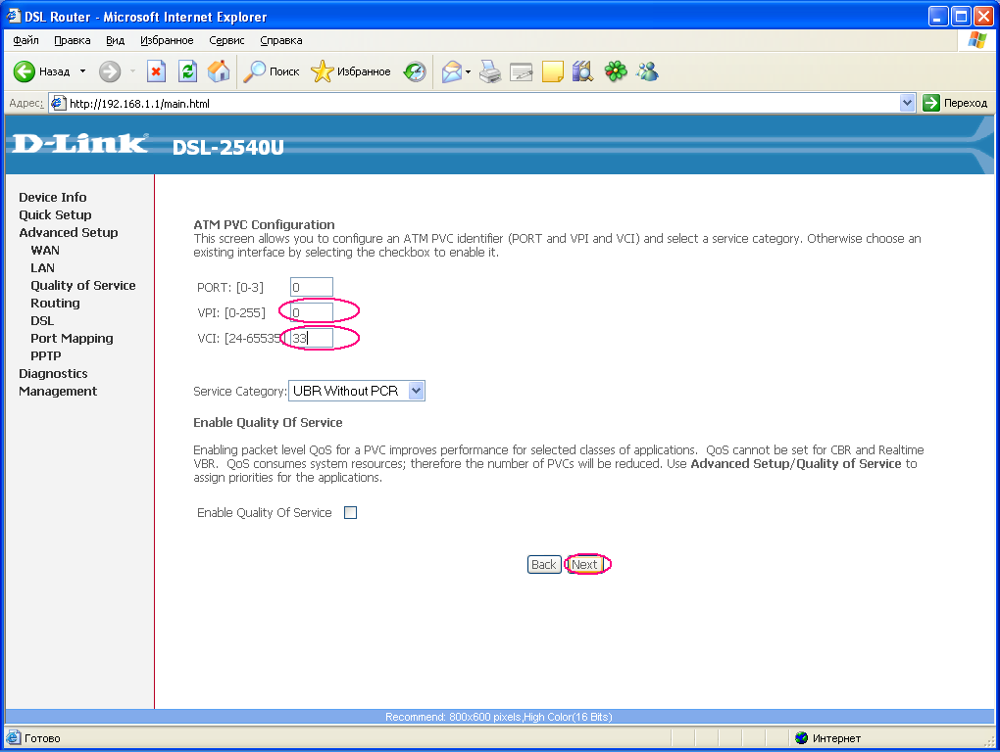 DSL Router - Microsoft Internet Explorer
Файл Правка Вид Избранное Сервис Справка
Назад Поиск Избранное
Адрес: http://192.168.1.1/main.html Переход
D-Link DSL-2540U
Device Info
Quick Setup
Advanced Setup
WAN
LAN
Quality of Service
Routing
DSL
Port Mapping
PPTP
Diagnostics
Management
ATM PVC Configuration
This screen allows you to configure an ATM PVC identifier (PORT and VPI and VCI) and select a service category. Otherwise choose an
existing interface by selecting the checkbox to enable it.
PORT: [0-3] 0
VPI: [0-255] 0
VCI: [24-65535] 33
Service Category: UBR Without PCR
Enable Quality Of Service
Enabling packet level QoS for a PVC improves performance for selected classes of applications. QoS cannot be set for CBR and Realtime
VBR. QoS consumes system resources; therefore the number of PVCs will be reduced. Use Advanced Setup/Quality of Service to
assign priorities for the applications.
Enable Quality Of Service
Back Next
Recommend: 800x600 pixels,High Color(16 Bits)
Готово Интернет